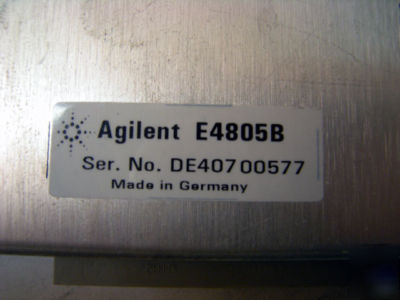 Agilent E4805B
Ser. No. DE40700577
Made in Germany